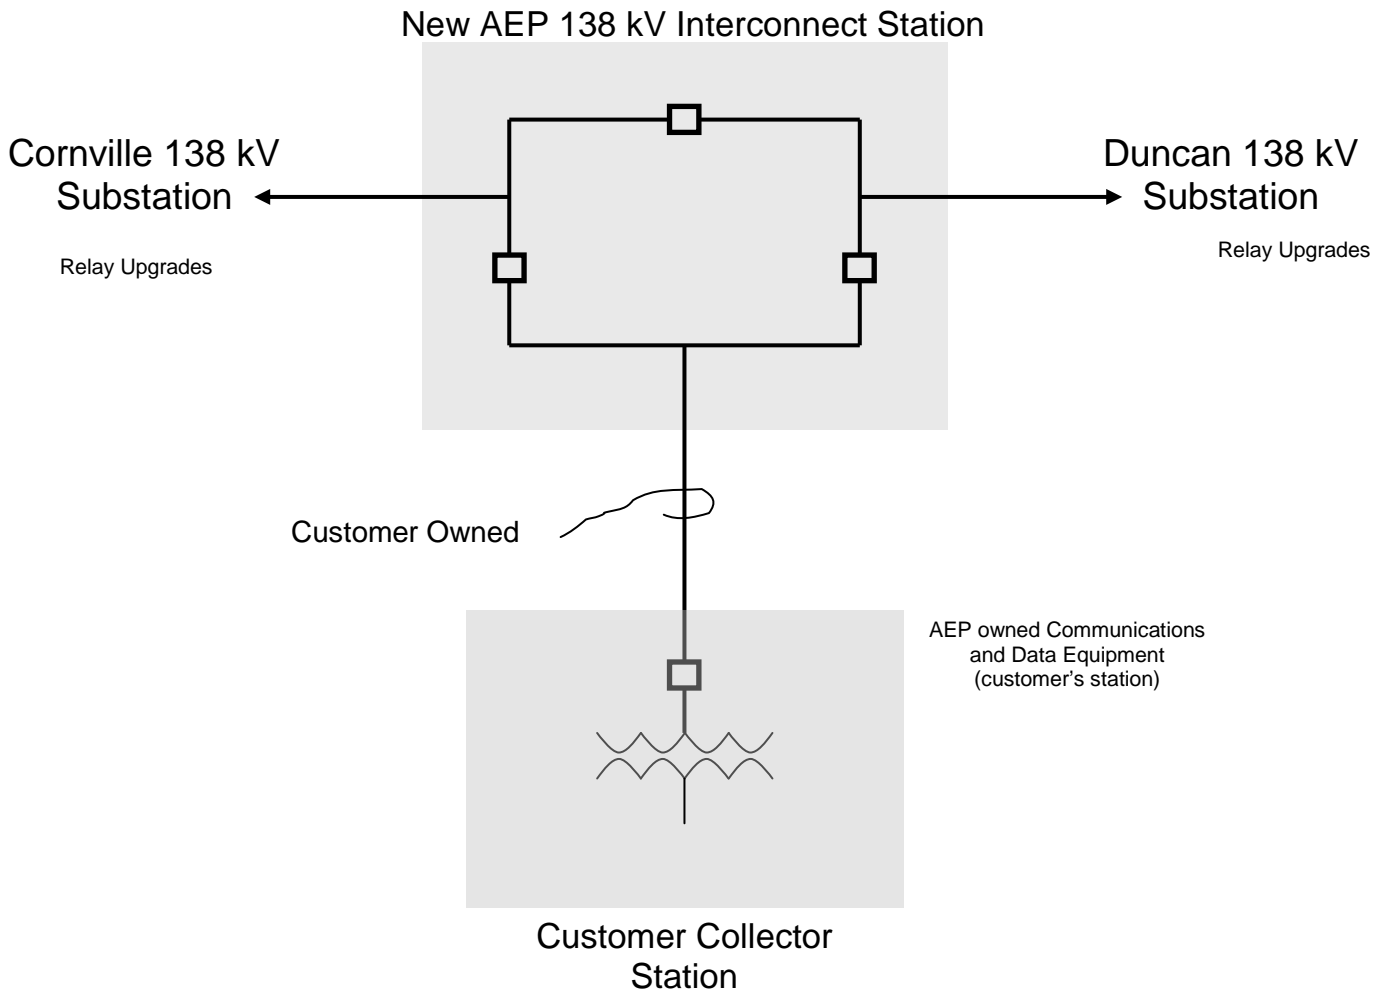 New AEP 138 kV Interconnect Station
Cornville 138 kV
Substation
Duncan 138 kV
Substation
Relay Upgrades
Relay Upgrades
Customer Owned
AEP owned Communications
and Data Equipment
(customer's station)
Customer Collector
Station